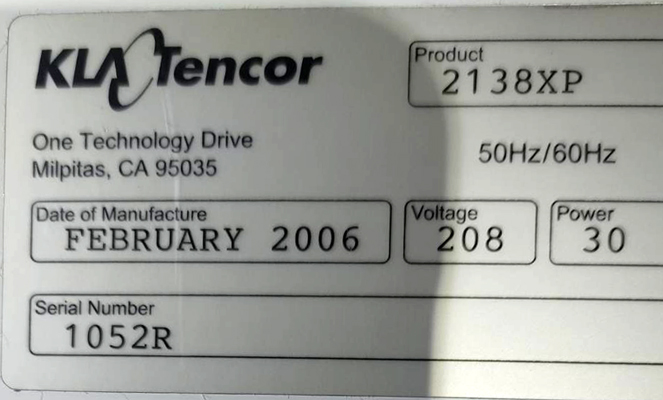 KLA Tencor
Product
2138XP
One Technology Drive
Milpitas, CA 95035
50Hz/60Hz
Date of Manufacture
FEBRUARY 2006
Voltage
208
Power
30
Serial Number
1052R